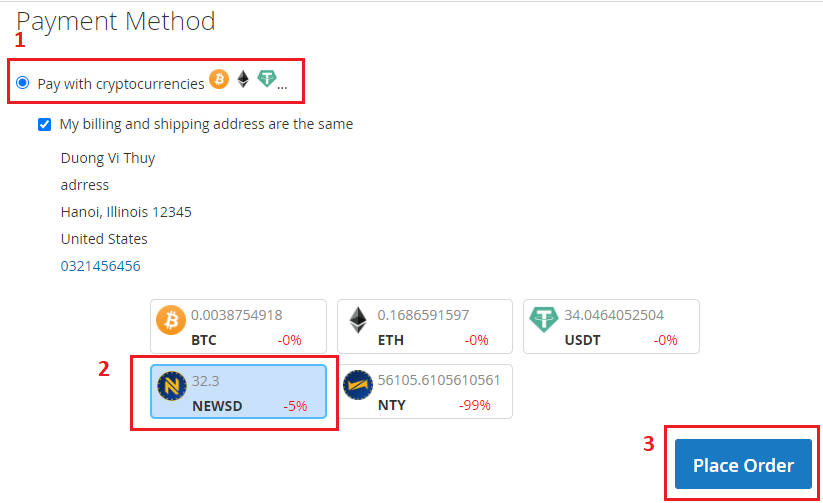 Payment Method
1
Pay with cryptocurrencies ...
My billing and shipping address are the same
Duong Vi Thuy
adrress
Hanoi, Illinois 12345
United States
0321456456
0.0038754918
BTC -0%
0.1686591597
ETH -0%
34.0464052504
USDT -0%
2
32.3
NEWSD -5%
56105.6105610561
NTY -99%
3
Place Order